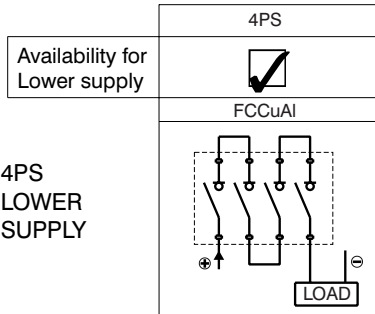 4PS
Availability for
Lower supply
FCCuAl
4PS
LOWER
SUPPLY
⊕
⊖
LOAD